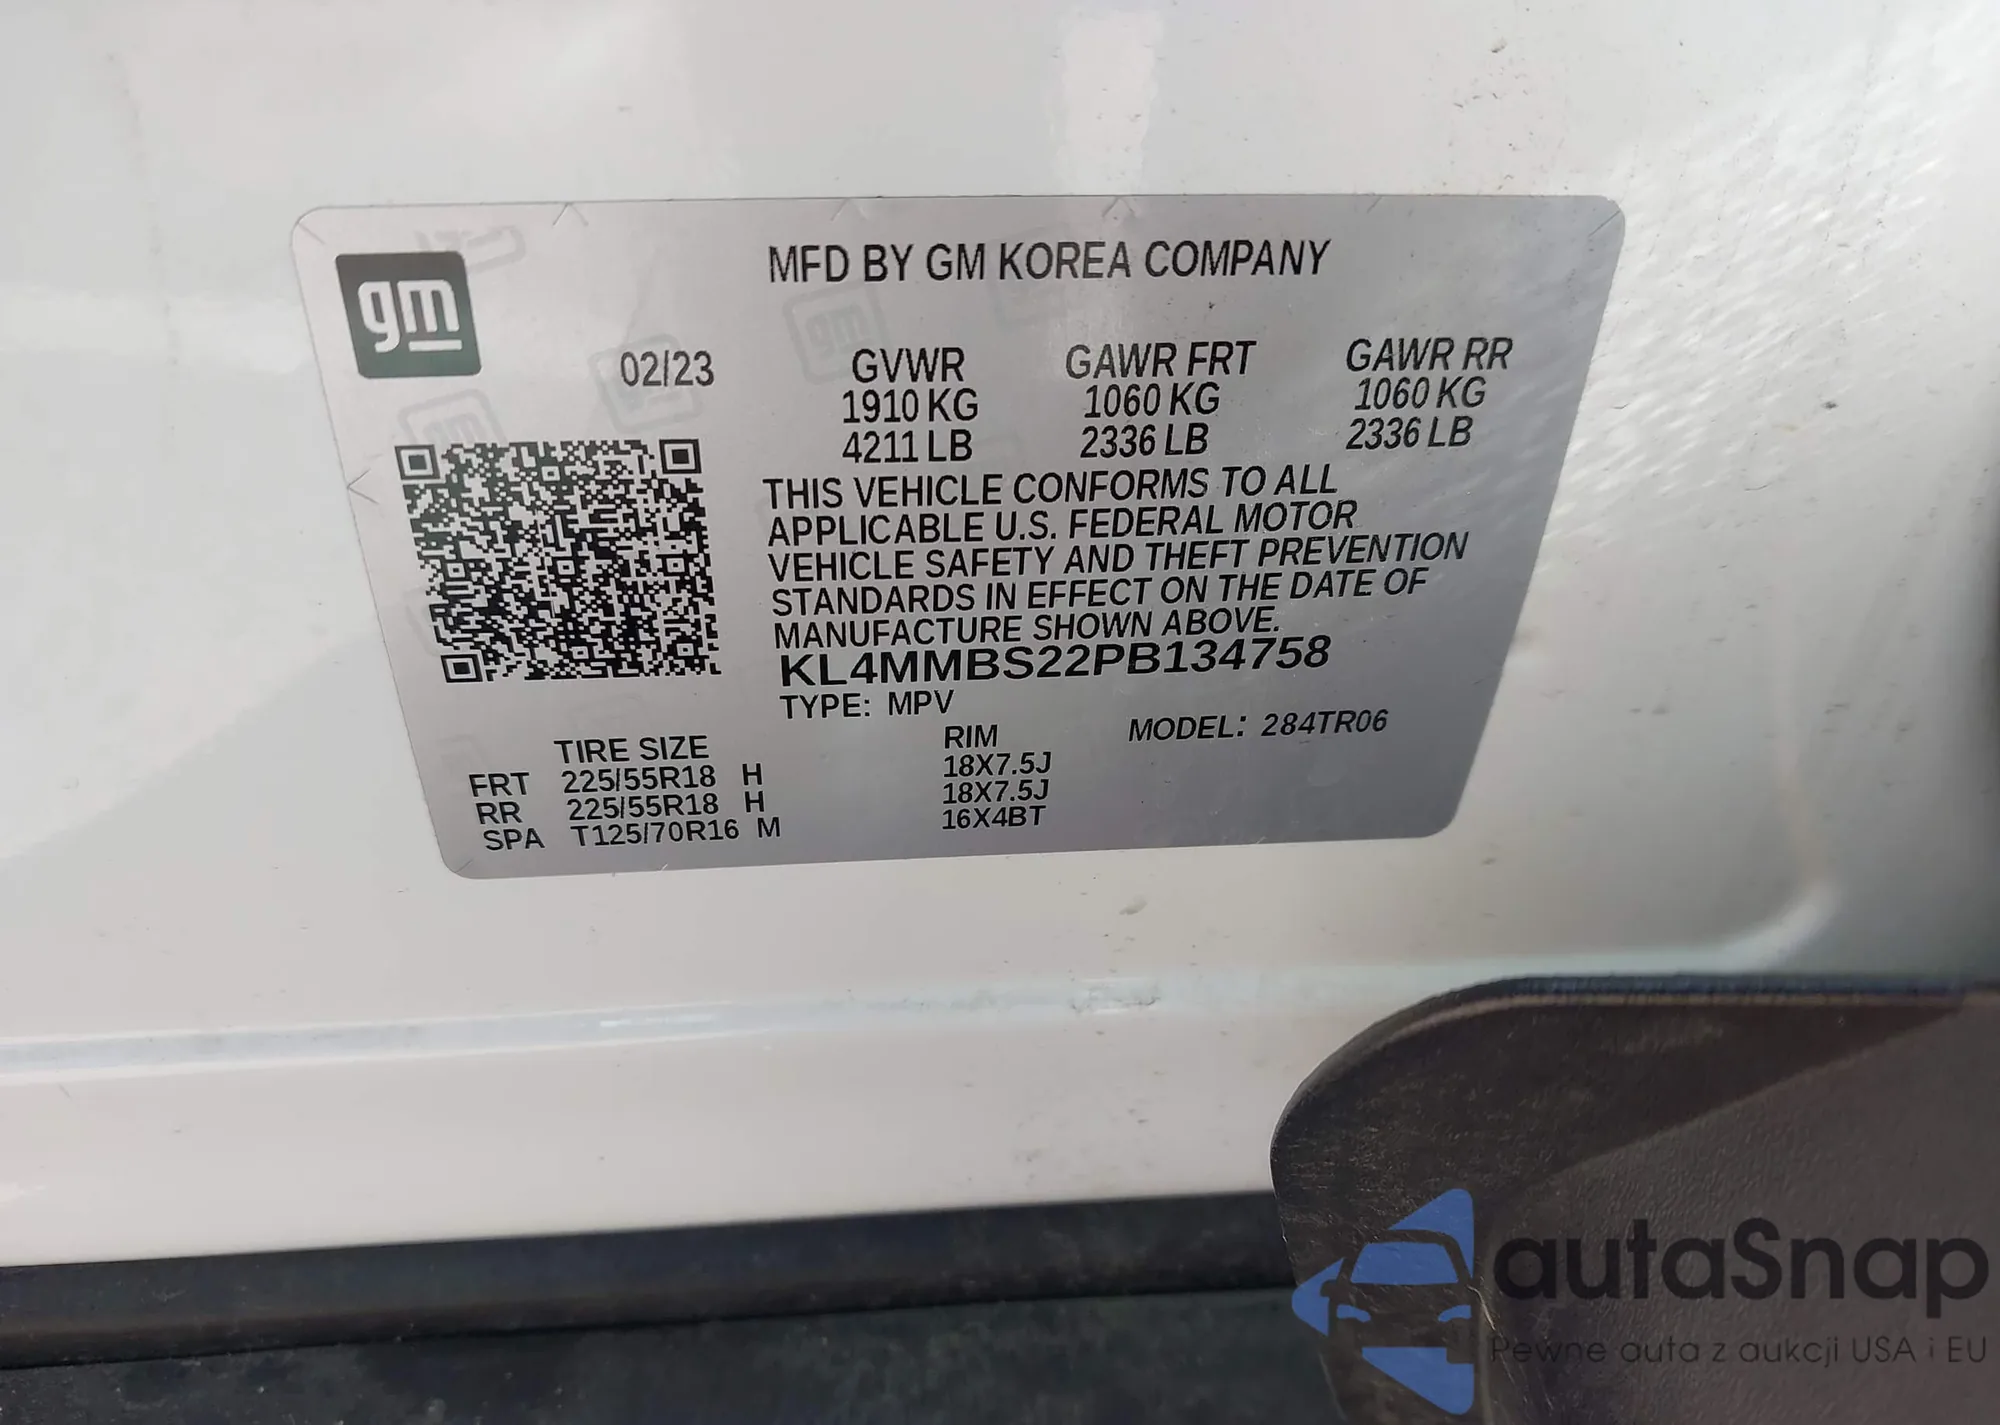 gm
MFD BY GM KOREA COMPANY
02/23 GVWR GAWR FRT GAWR RR
1910 KG 1060 KG 1060 KG
4211 LB 2336 LB 2336 LB
THIS VEHICLE CONFORMS TO ALL
APPLICABLE U.S. FEDERAL MOTOR
VEHICLE SAFETY AND THEFT PREVENTION
STANDARDS IN EFFECT ON THE DATE OF
MANUFACTURE SHOWN ABOVE.
KL4MMBS22PB134758
TYPE: MPV
TIRE SIZE RIM MODEL: 284TR06
FRT 225/55R18 H 18X7.5J
RR 225/55R18 H 18X7.5J
SPA T125/70R16 M 16X4BT
autaSnap
Pewne auta z aukcji USA i EU